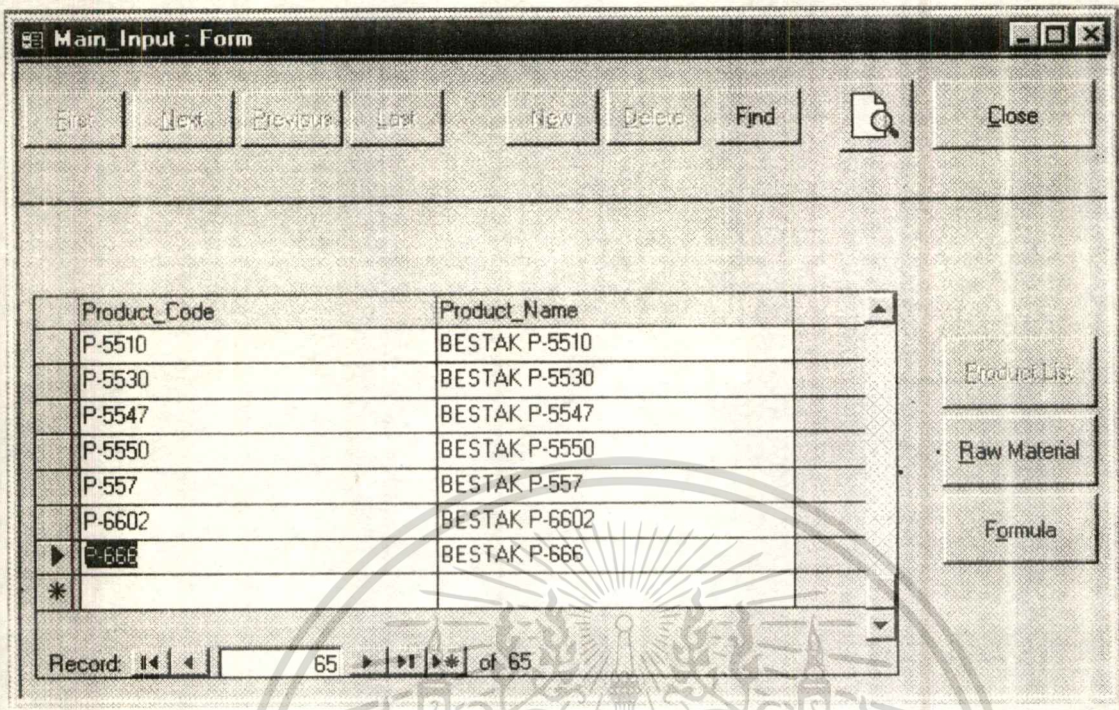 Main_Input : Form
First Next Previous Last New Delete Find Close
Product_Code Product_Name
P-5510 BESTAK P-5510
P-5530 BESTAK P-5530
P-5547 BESTAK P-5547
P-5550 BESTAK P-5550
P-557 BESTAK P-557
P-6602 BESTAK P-6602
P-666 BESTAK P-666
Product List
Raw Material
Formula
Record: 65 of 65